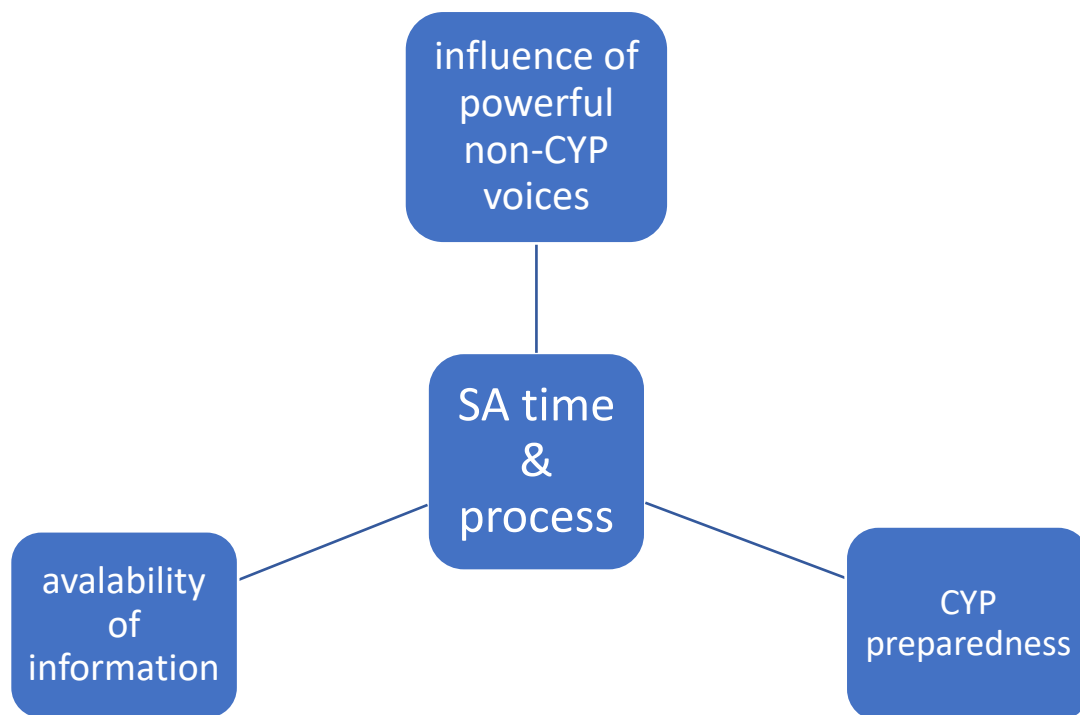 influence of
powerful
non-CYP
voices
SA time
&
process
avalability
of
information
CYP
preparedness